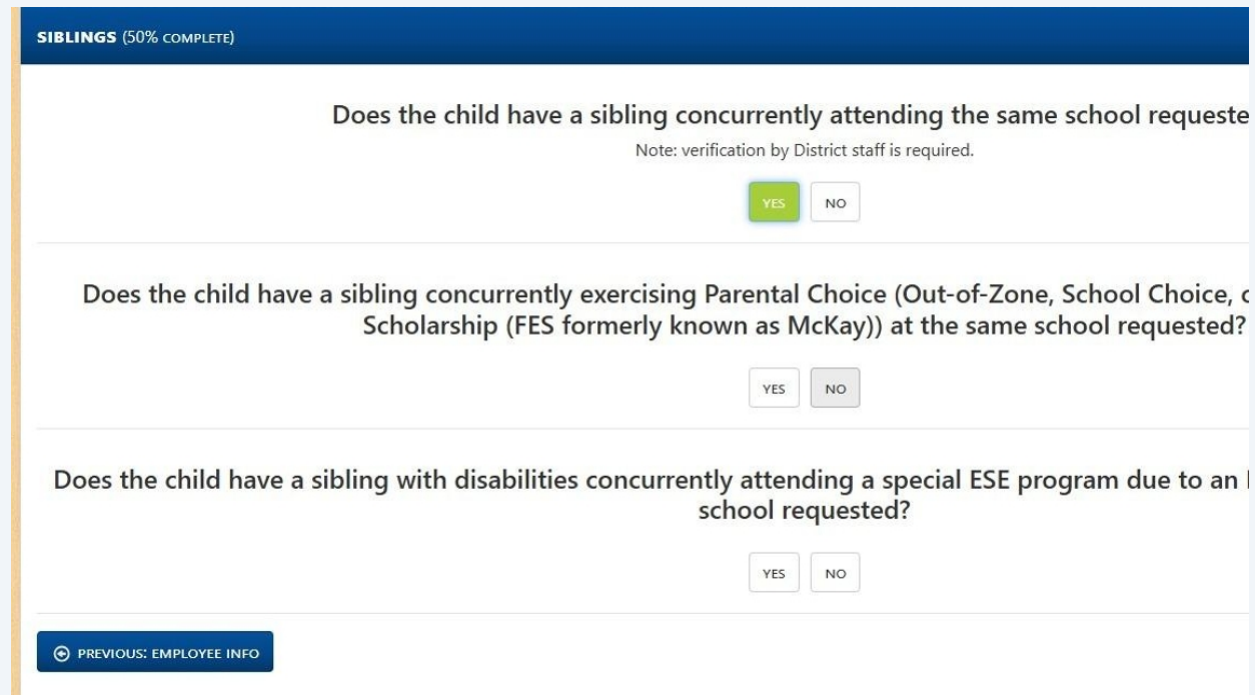 SIBLINGS (50% COMPLETE)
Does the child have a sibling concurrently attending the same school
Note: verification by District staff is required.
YES NO
Does the child have a sibling concurrently exercising Parental Choice (Out-of-Zone, School Choice,
Scholarship (FES formerly known as McKay)) at the same school requested?
YES NO
Does the child have a sibling with disabilities concurrently attending a special ESE program due to an
school requested?
YES NO
PREVIOUS: EMPLOYEE INFO